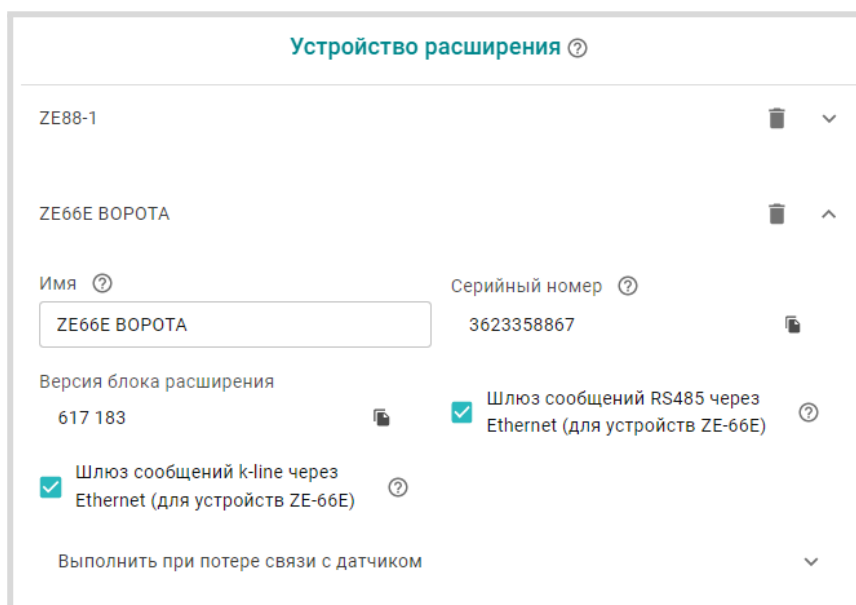 Устройство расширения
ZE88-1
ZE66E ВОРОТА
Имя
Серийный номер
ZE66E ВОРОТА
3623358867
Версия блока расширения
617 183
Шлюз сообщений RS485 через
Ethernet (для устройств ZE-66E)
Шлюз сообщений k-line через
Ethernet (для устройств ZE-66E)
Выполнить при потере связи с датчиком